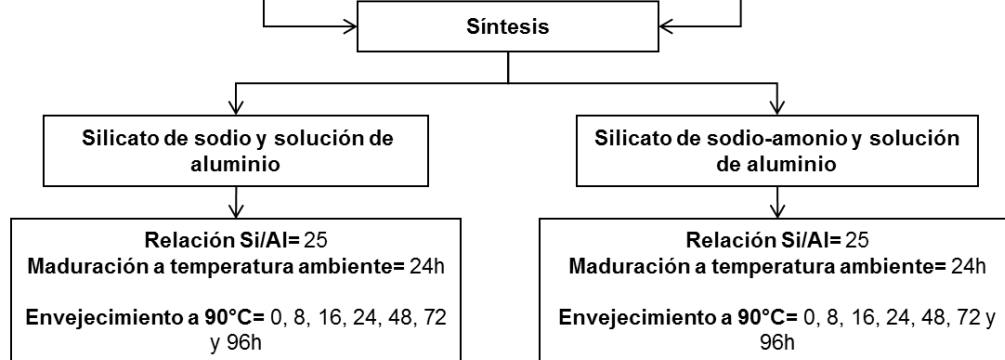 Síntesis
Silicato de sodio y solución de
aluminio
Silicato de sodio-amonio y solución
de aluminio
Relación Si/Al= 25
Maduración a temperatura ambiente= 24h
Envejecimiento a 90°C= 0, 8, 16, 24, 48, 72
y 96h
Relación Si/Al= 25
Maduración a temperatura ambiente= 24h
Envejecimiento a 90°C= 0, 8, 16, 24, 48, 72 y
96h